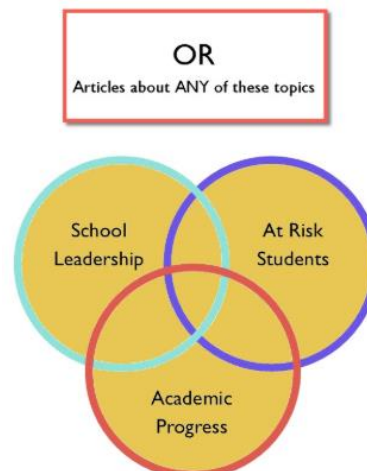 OR
Articles about ANY of these topics
School
Leadership
At Risk
Students
Academic
Progress